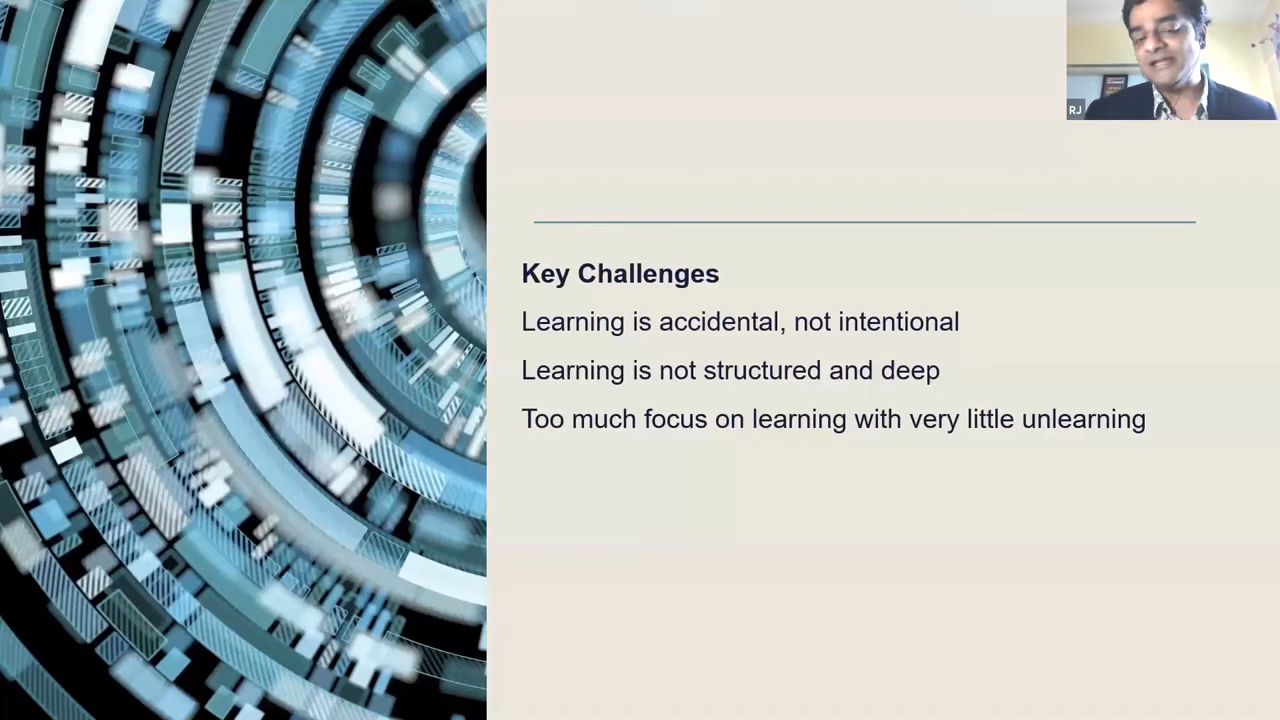 RJ
Key Challenges
Learning is accidental, not intentional
Learning is not structured and deep
Too much focus on learning with very little unlearning